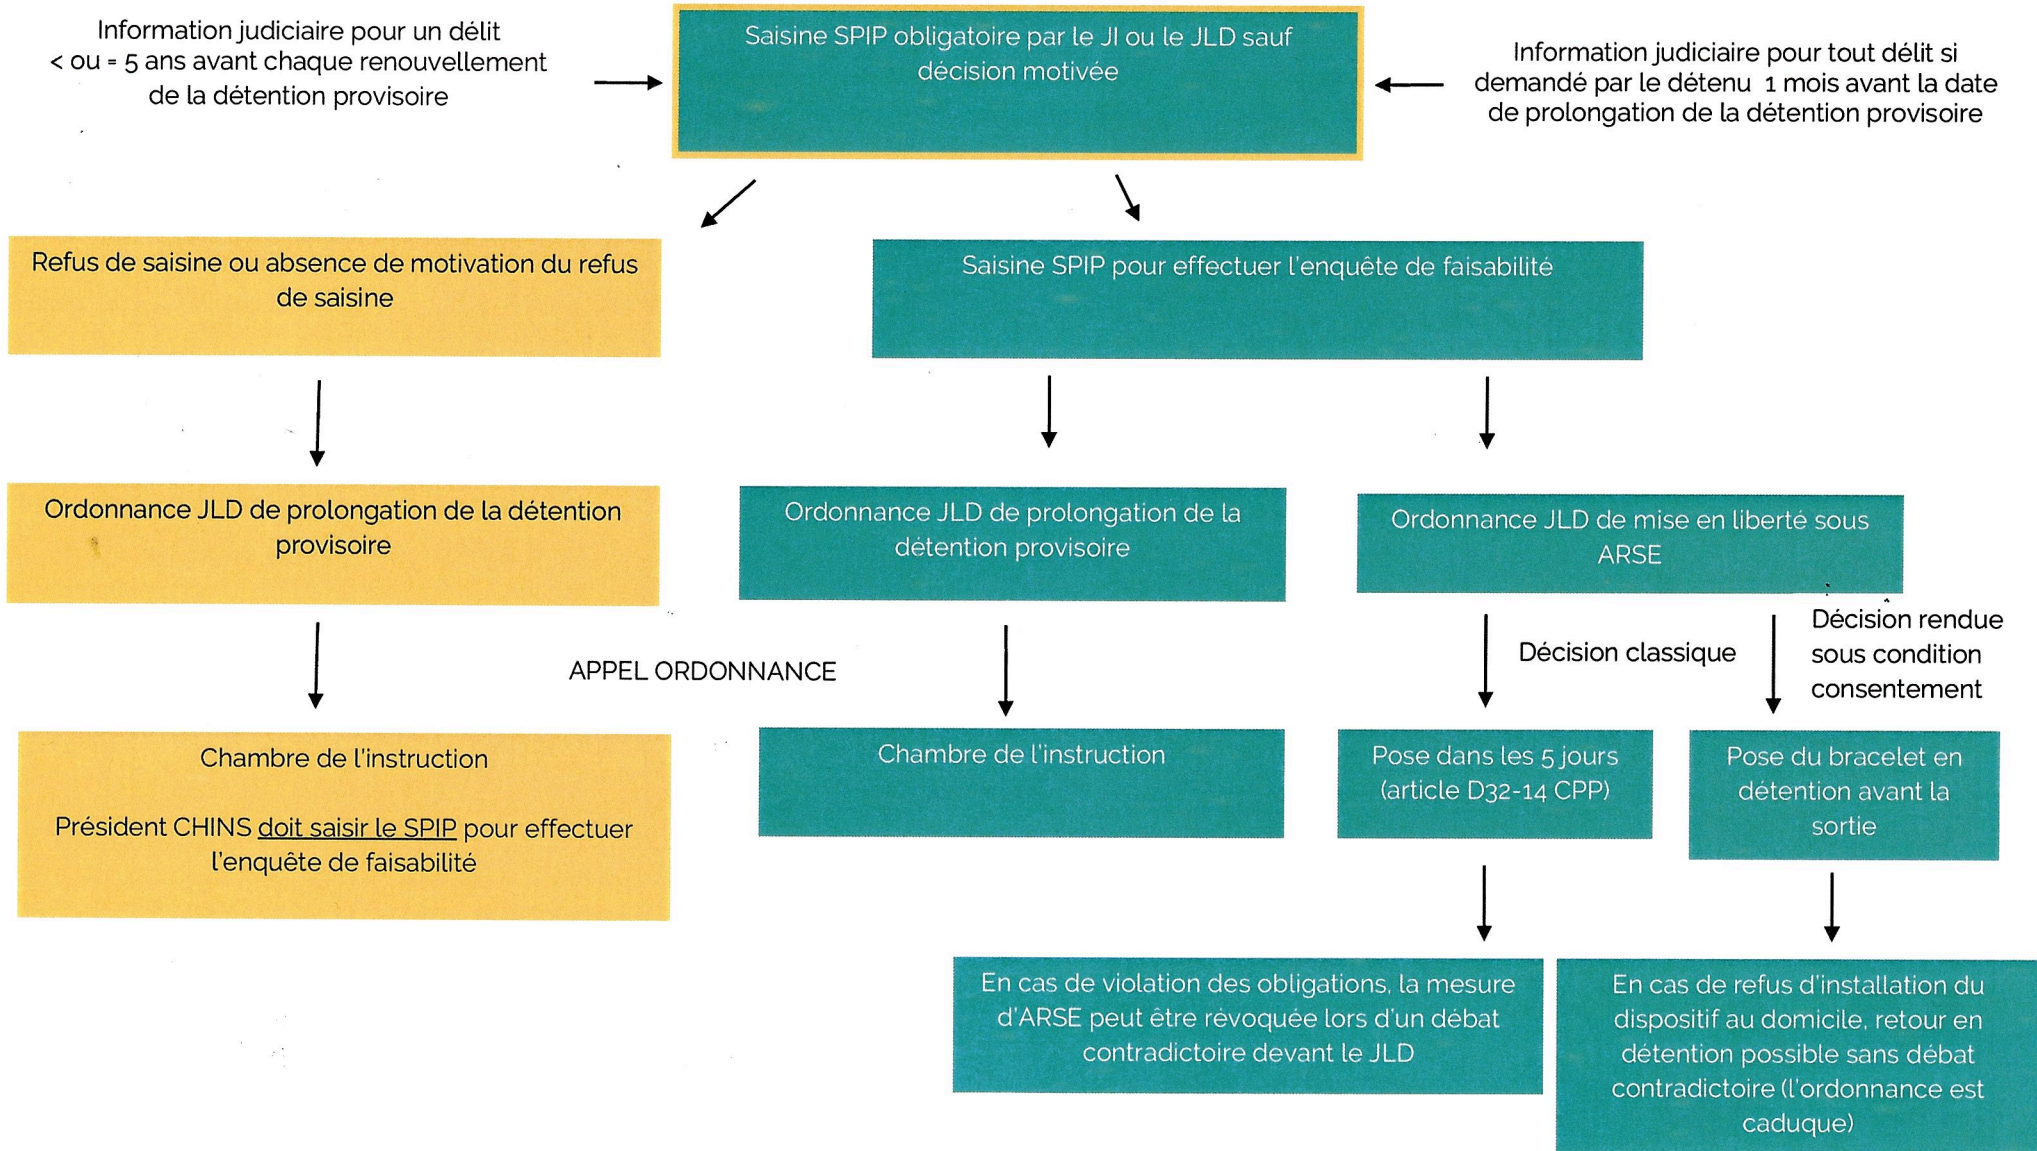 Information judiciaire pour un délit
< ou = 5 ans avant chaque renouvellement
de la détention provisoire
Saisine SPIP obligatoire par le JI ou le JLD sauf
décision motivée
Information judiciaire pour tout délit si
demandé par le détenu 1 mois avant la date
de prolongation de la détention provisoire
Refus de saisine ou absence de motivation du refus
de saisine
Saisine SPIP pour effectuer l'enquête de faisabilité
Ordonnance JLD de prolongation de la détention
provisoire
Ordonnance JLD de prolongation de la
détention provisoire
Ordonnance JLD de mise en liberté sous
ARSE
APPEL ORDONNANCE
Décision classique
Décision rendue
sous condition
consentement
Chambre de l'instruction
Président CHINS doit saisir le SPIP pour effectuer
l'enquête de faisabilité
Chambre de l'instruction
Pose dans les 5 jours
(article D32-14 CPP)
Pose du bracelet en
détention avant la
sortie
En cas de violation des obligations, la mesure
d'ARSE peut être révoquée lors d'un débat
contradictoire devant le JLD
En cas de refus d'installation du
dispositif au domicile, retour en
détention possible sans débat
contradictoire (l'ordonnance est
caduque)